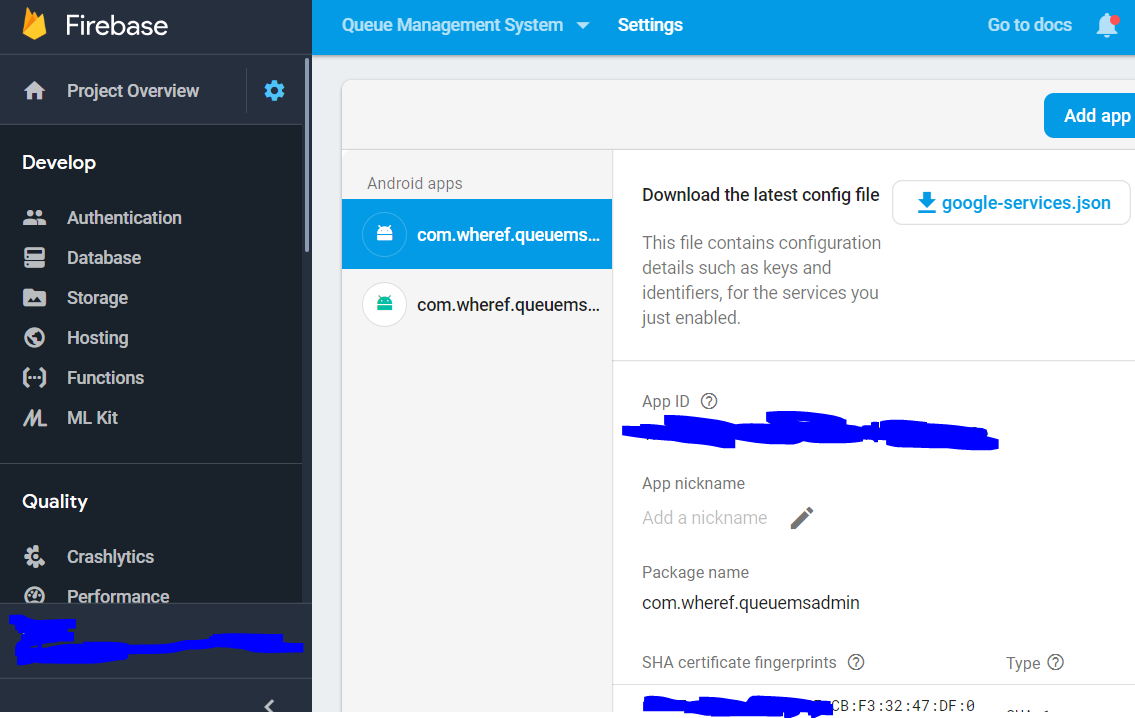 Firebase
Queue Management System
Settings
Go to docs
Project Overview
Add app
Develop
Authentication
Database
Storage
Hosting
Functions
ML Kit
Quality
Crashlytics
Performance
Android apps
com.wheref.queuems...
com.wheref.queuems...
Download the latest config file
google-services.json
This file contains configuration
details such as keys and
identifiers, for the services you
just enabled.
App ID
App nickname
Add a nickname
Package name
com.wheref.queuemsadmin
SHA certificate fingerprints
Type
CB:F3:32:47:DF:0